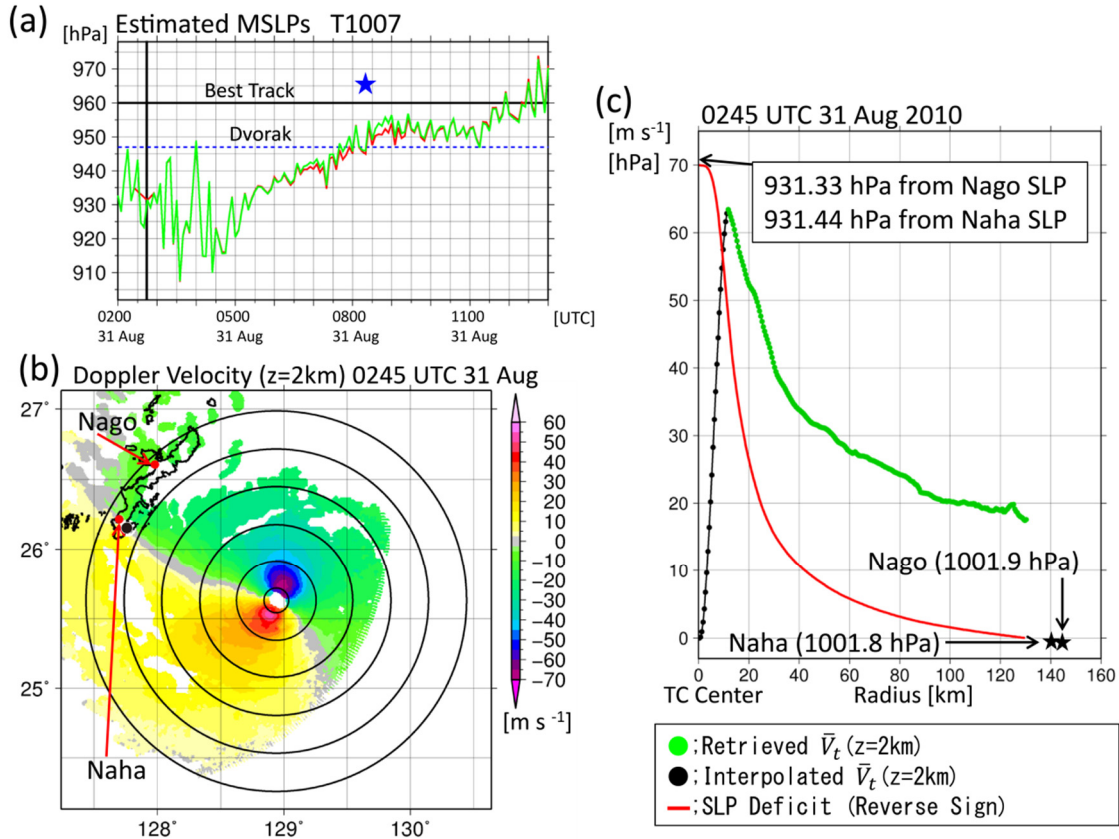 (a)
Estimated MSLPs T1007
[hPa]
970
960
950
940
930
920
910
Best Track
Dvorak
0200 0500 0800 1100 [UTC]
31 Aug 31 Aug 31 Aug 31 Aug
(b)
Doppler Velocity (z=2km) 0245 UTC 31 Aug
27°
26°
25°
128° 129° 130°
Nago
Naha
60
50
40
30
20
10
0
−10
−20
−30
−40
−50
−60
−70
[m s -1]
(c)
0245 UTC 31 Aug 2010
[m s-1]
[hPa]
70
60
50
40
30
20
10
0
931.33 hPa from Nago SLP
931.44 hPa from Naha SLP
Nago (1001.9 hPa)
Naha (1001.8 hPa)
0 20 40 60 80 100 120 140 160
TC Center Radius [km]
;Retrieved V̄t (z=2km)
;Interpolated V̄t (z=2km)
;SLP Deficit (Reverse Sign)